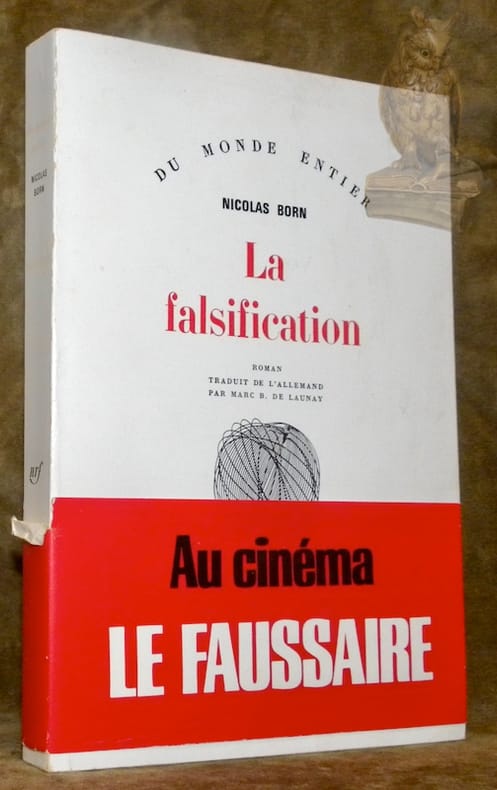 DU MONDE ENTIER
NICOLAS BORN
La
falsification
ROMAN
TRADUIT DE L'ALLEMAND
PAR MARC B. DE LAUNAY
Au cinéma
LE FAUSSAIRE
NICOLAS
BORN
nrf